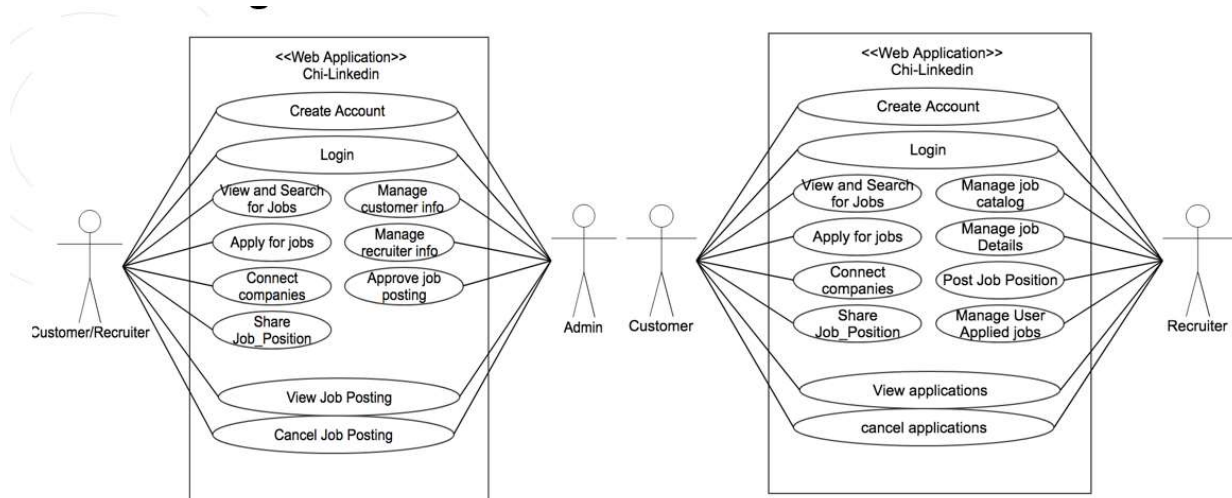 <<Web Application>>
Chi-Linkedin
Create Account
Login
View and Search
for Jobs
Manage
customer info
Apply for jobs
Manage
recruiter info
Connect
companies
Approve job
posting
Share
Job_Position
View Job Posting
Cancel Job Posting
Customer/Recruiter
Admin
<<Web Application>>
Chi-Linkedin
Create Account
Login
View and Search
for Jobs
Manage job
catalog
Apply for jobs
Manage job
Details
Connect
companies
Post Job Position
Share
Job_Position
Manage User
Applied jobs
View applications
cancel applications
Customer
Recruiter